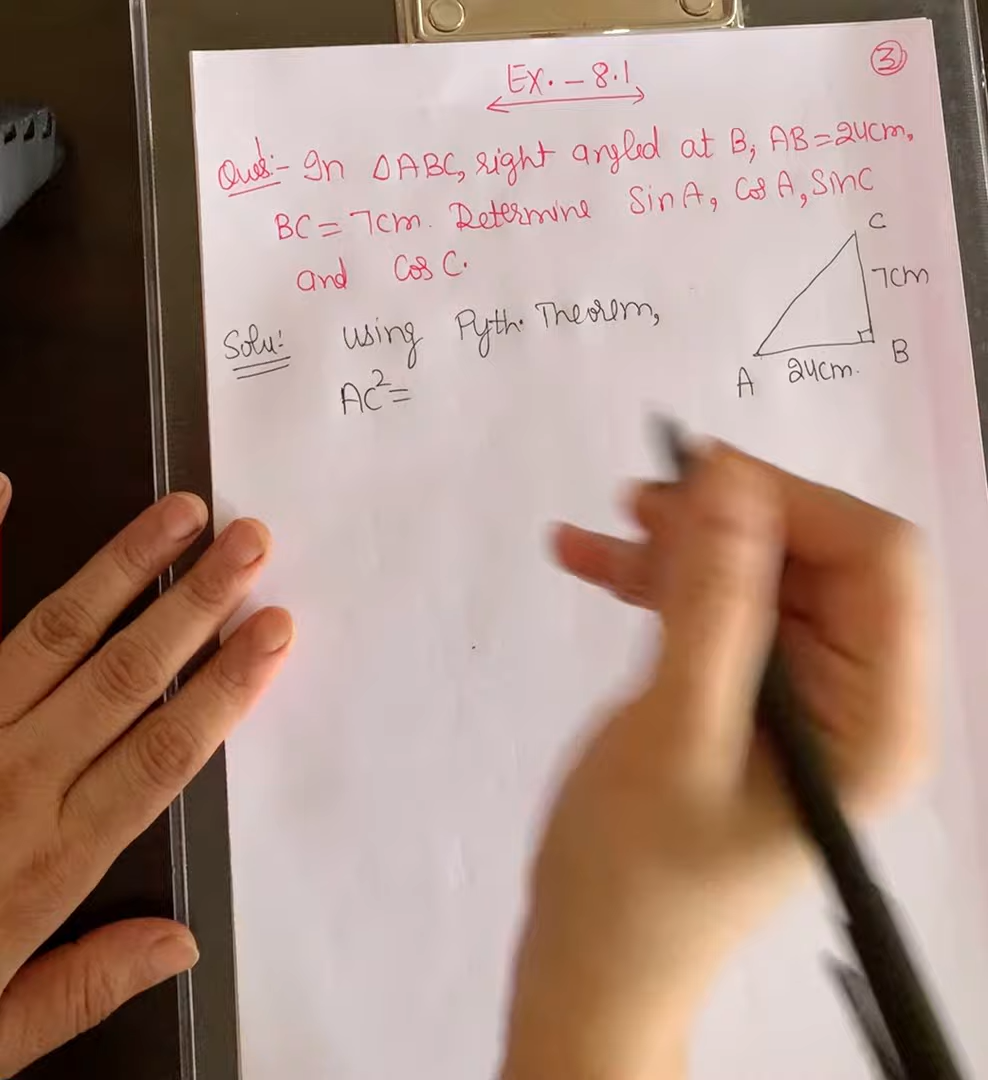 Ex. - 8.1
3
Ques:- In ΔABC, right angled at B, AB = 24cm,
BC = 7cm. Determine Sin A, Cos A, Sin C
and Cos C.
C
7cm
B
A
24cm.
Solu: using Pyth. Theorem,
AC²=